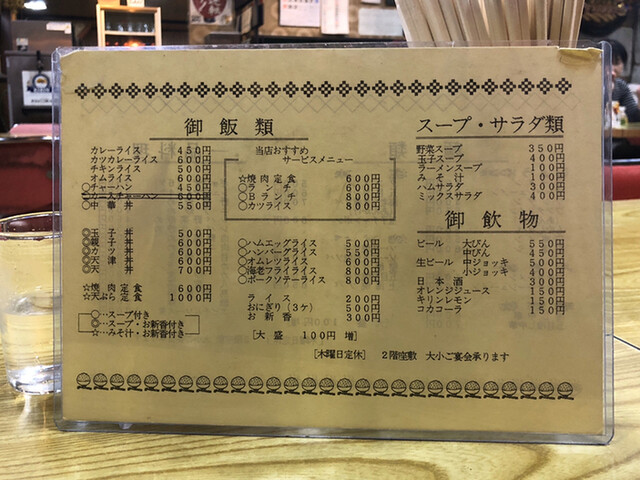 御飯類
カレーライス 450円
カツカレーライス 600円
チキンライス 500円
オムライス 600円
○チャーハン 450円
中華丼 550円
◎玉子丼 500円
◎親子丼 600円
◎カツ丼 600円
◎天津丼 600円
◎天丼 700円
☆焼肉定食 600円
☆天ぷら定食 1000円
○…スープ付き
◎…スープ・お新香付き
☆…みそ汁・お新香付き
当店おすすめ
サービスメニュー
☆焼肉定食 600円
○ランチ 700円
○Bランチ 800円
○カツライス 800円
○ハムエッグライス 500円
○ハンバーグライス 550円
○オムレツライス 600円
○海老フライライス 800円
○ポークソテーライス 800円
ライス 200円
おにぎり(3ケ) 500円
お新香 300円
[大盛 100円 増]
スープ・サラダ類
野菜スープ 350円
玉子スープ 400円
ラーメンスープ 100円
みそ汁 100円
ハムサラダ 300円
ミックスサラダ 400円
御飲物
ビール 大びん 550円
中びん 450円
生ビール 中ジョッキ 500円
小ジョッキ 400円
日本酒 300円
オレンジジュース 150円
キリンレモン 150円
コカコーラ 150円
[木曜日定休] 2階座敷 大小ご宴会承ります